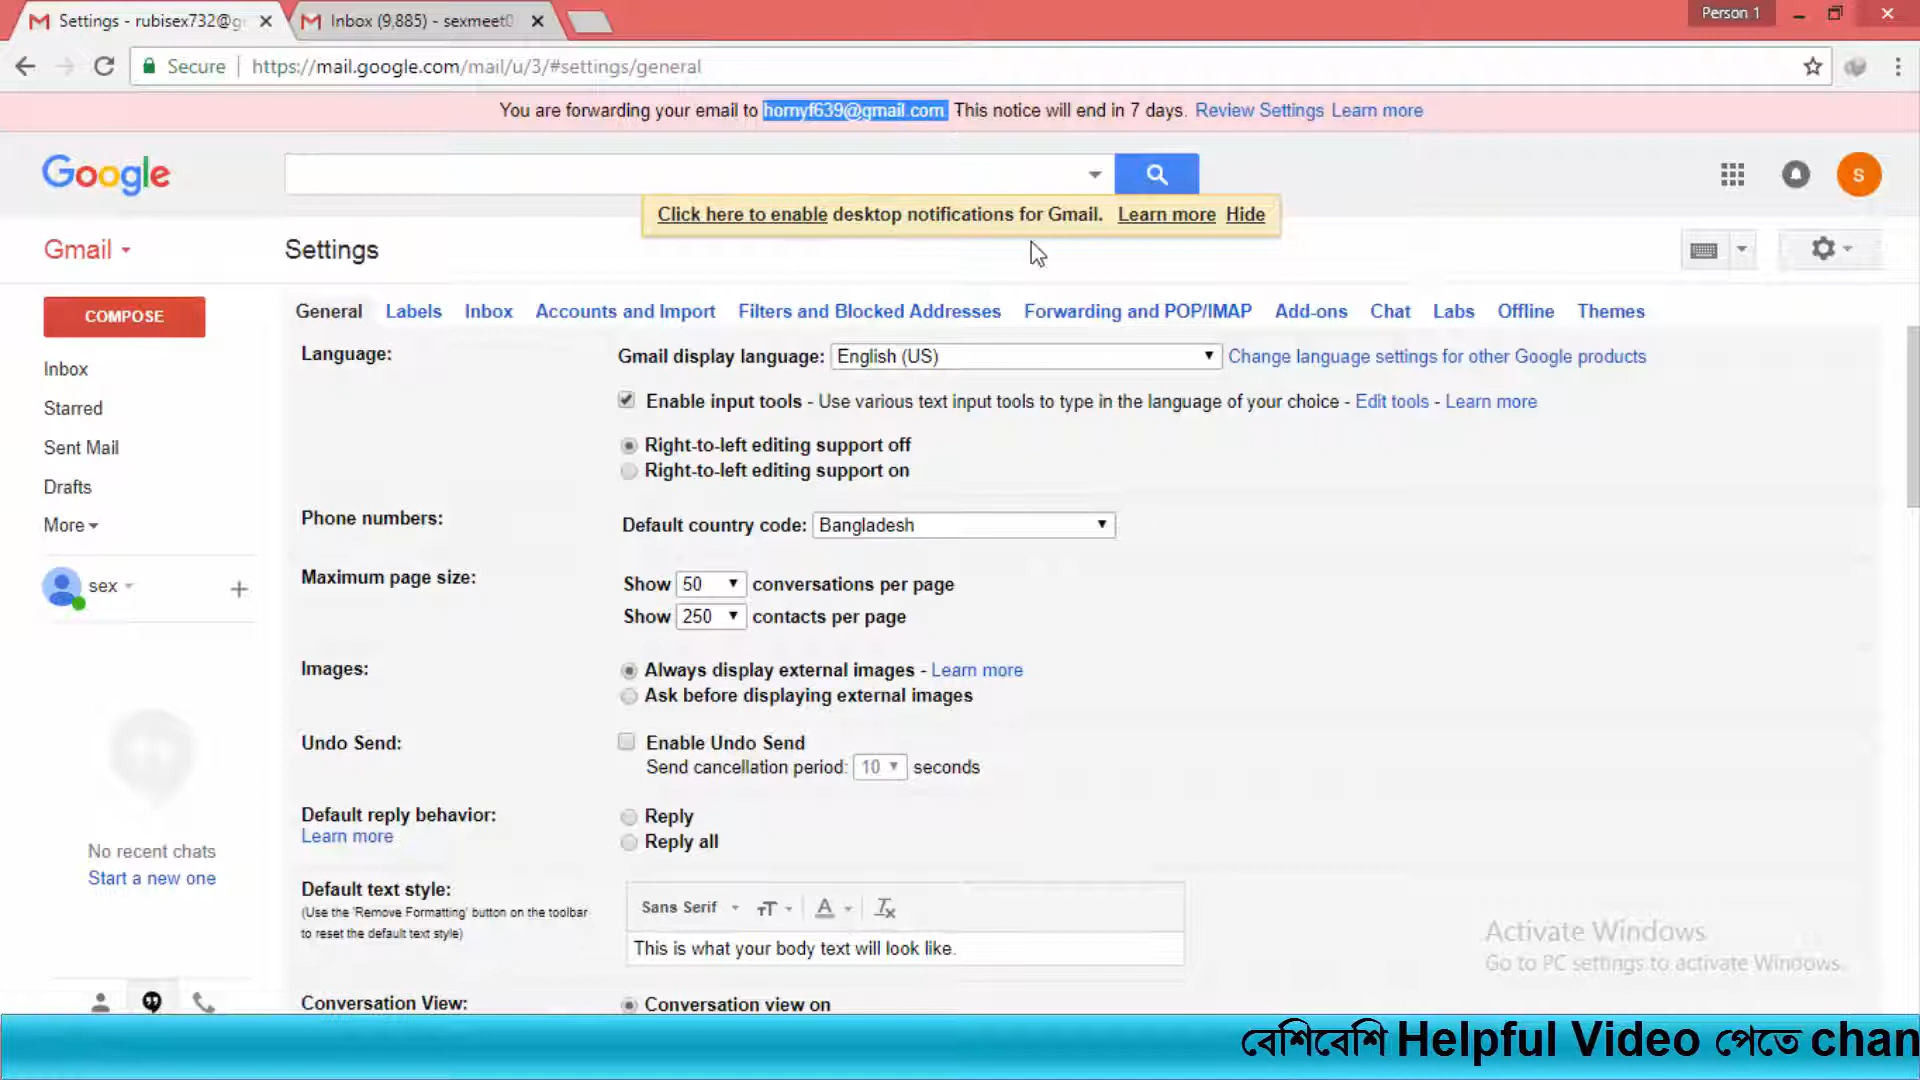 Settings - rubisex732@g
Inbox (9,885) - sexmeet0
Person 1
Secure
https://mail.google.com/mail/u/3/#settings/general
You are forwarding your email to hornyf639@gmail.com. This notice will end in 7 days. Review Settings Learn more
Google
S
Click here to enable desktop notifications for Gmail. Learn more Hide
Gmail
Settings
COMPOSE
General Labels Inbox Accounts and Import Filters and Blocked Addresses Forwarding and POP/IMAP Add-ons Chat Labs Offline Themes
Inbox
Starred
Sent Mail
Drafts
More
sex
No recent chats
Start a new one
Language:
Gmail display language: English (US) Change language settings for other Google products
Enable input tools - Use various text input tools to type in the language of your choice - Edit tools - Learn more
Right-to-left editing support off
Right-to-left editing support on
Phone numbers:
Default country code: Bangladesh
Maximum page size:
Show 50 conversations per page
Show 250 contacts per page
Images:
Always display external images - Learn more
Ask before displaying external images
Undo Send:
Enable Undo Send
Send cancellation period: 10 seconds
Default reply behavior:
Learn more
Reply
Reply all
Default text style:
(Use the 'Remove Formatting' button on the toolbar
to reset the default text style)
Sans Serif
This is what your body text will look like.
Conversation View:
Conversation view on
Activate Windows
Go to PC settings to activate Windows.
বেশিবেশি Helpful Video পেতে chan